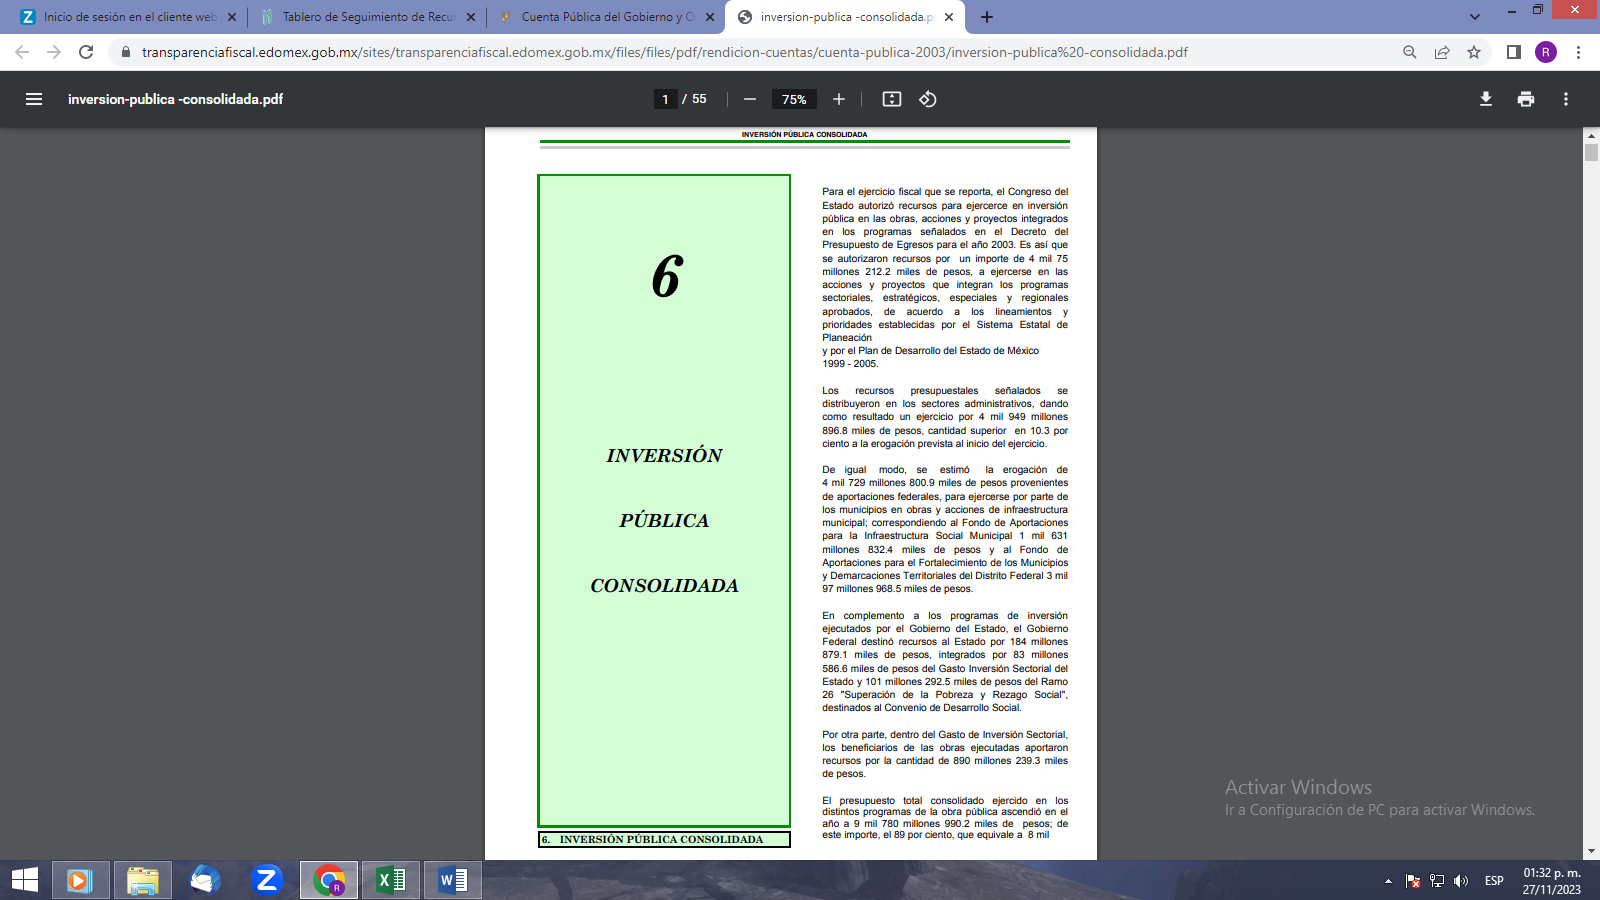 Inicio de sesión en el cliente web
Tablero de Seguimiento de Recur
Cuenta Pública del Gobierno y O
inversion-publica -consolidada.p
transparenciafiscal.edomex.gob.mx/sites/transparenciafiscal.edomex.gob.mx/files/files/pdf/rendicion-cuentas/cuenta-publica-2003/inversion-publica%20-consolidada.pdf
R
inversion-publica -consolidada.pdf
1 / 55
75%
INVERSIÓN PÚBLICA CONSOLIDADA
6
INVERSIÓN
PÚBLICA
CONSOLIDADA
6. INVERSIÓN PÚBLICA CONSOLIDADA
Para el ejercicio fiscal que se reporta, el Congreso del
Estado autorizó recursos para ejercerce en inversión
pública en las obras, acciones y proyectos integrados
en los programas señalados en el Decreto del
Presupuesto de Egresos para el año 2003. Es así que
se autorizaron recursos por un importe de 4 mil 75
millones 212.2 miles de pesos, a ejercerse en las
acciones y proyectos que integran los programas
sectoriales, estratégicos, especiales y regionales
aprobados, de acuerdo a los lineamientos y
prioridades establecidas por el Sistema Estatal de
Planeación
y por el Plan de Desarrollo del Estado de México
1999 - 2005.
Los recursos presupuestales señalados se
distribuyeron en los sectores administrativos, dando
como resultado un ejercicio por 4 mil 949 millones
896.8 miles de pesos, cantidad superior en 10.3 por
ciento a la erogación prevista al inicio del ejercicio.
De igual modo, se estimó la erogación de
4 mil 729 millones 800.9 miles de pesos provenientes
de aportaciones federales, para ejercerse por parte de
los municipios en obras y acciones de infraestructura
municipal; correspondiendo al Fondo de Aportaciones
para la Infraestructura Social Municipal 1 mil 631
millones 832.4 miles de pesos y al Fondo de
Aportaciones para el Fortalecimiento de los Municipios
y Demarcaciones Territoriales del Distrito Federal 3 mil
97 millones 968.5 miles de pesos.
En complemento a los programas de inversión
ejecutados por el Gobierno del Estado, el Gobierno
Federal destinó recursos al Estado por 184 millones
879.1 miles de pesos, integrados por 83 millones
586.6 miles de pesos del Gasto Inversión Sectorial del
Estado y 101 millones 292.5 miles de pesos del Ramo
26 "Superación de la Pobreza y Rezago Social",
destinados al Convenio de Desarrollo Social.
Por otra parte, dentro del Gasto de Inversión Sectorial,
los beneficiarios de las obras ejecutadas aportaron
recursos por la cantidad de 890 millones 239.3 miles
de pesos.
El presupuesto total consolidado ejercido en los
distintos programas de la obra pública ascendió en el
año a 9 mil 780 millones 990.2 miles de pesos; de
este importe, el 89 por ciento, que equivale a 8 mil
Activar Windows
Ir a Configuración de PC para activar Windows.
ESP
01:32 p. m.
27/11/2023